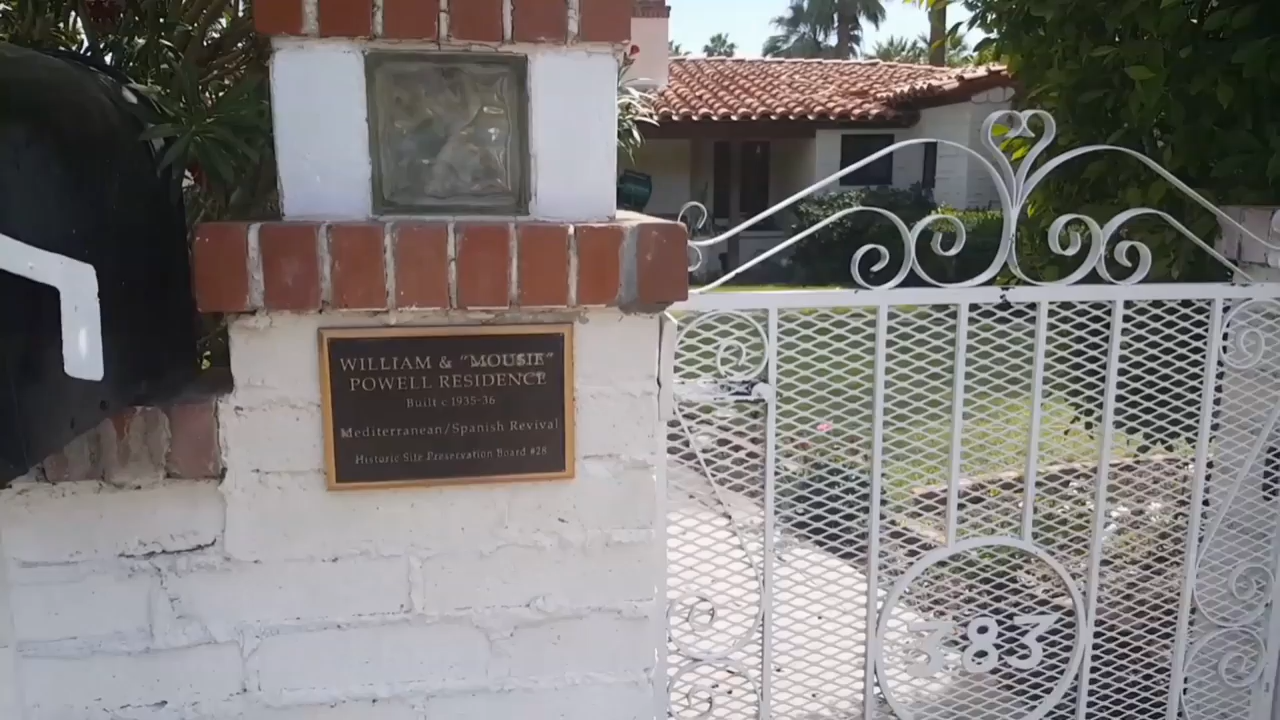 WILLIAM & "MOUSIE"
POWELL RESIDENCE
Built c 1935-36
Mediterranean/Spanish Revival
Historic Site Preservation Board #28
383